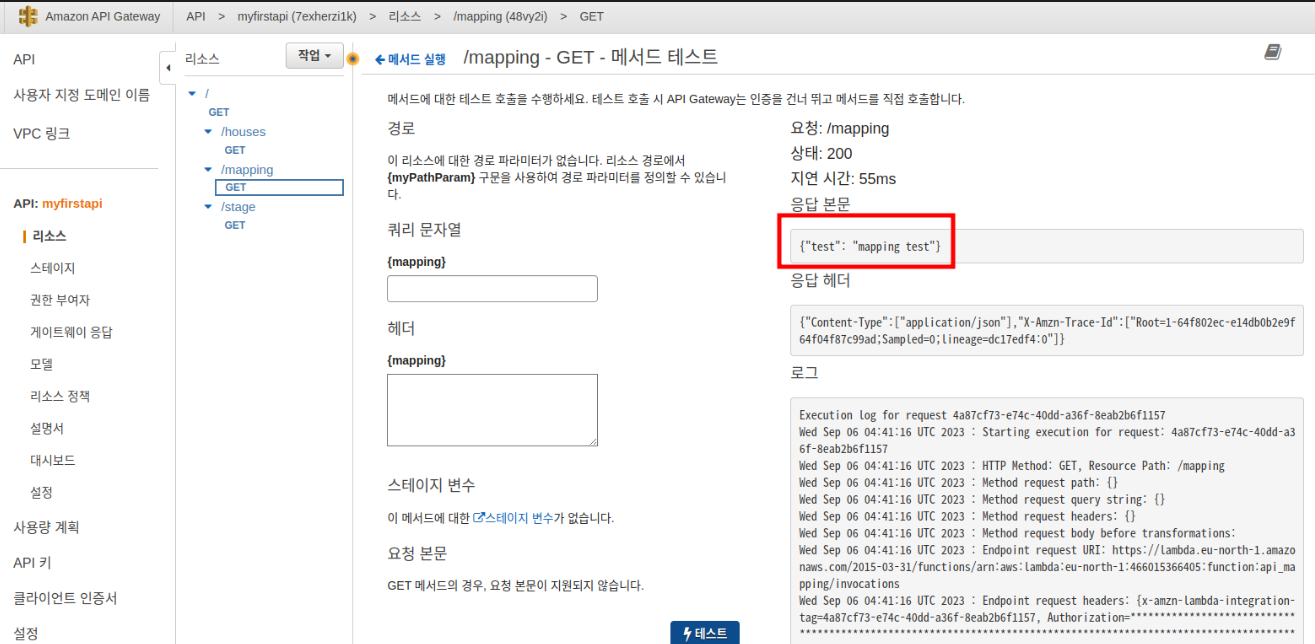 Amazon API Gateway
API > myfirstapi (7exherzi1k) > 리소스 > /mapping (48vy2i) > GET
API
사용자 지정 도메인 이름
VPC 링크
API: myfirstapi
리소스
스테이지
권한 부여자
게이트웨이 응답
모델
리소스 정책
설명서
대시보드
설정
사용량 계획
API 키
클라이언트 인증서
설정
리소스
작업
/
GET
/houses
GET
/mapping
GET
/stage
GET
메서드 실행
/mapping - GET - 메서드 테스트
메서드에 대한 테스트 호출을 수행하세요. 테스트 호출 시 API Gateway는 인증을 건너 뛰고 메서드를 직접 호출합니다.
경로
이 리소스에 대한 경로 파라미터가 없습니다. 리소스 경로에서
{myPathParam} 구문을 사용하여 경로 파라미터를 정의할 수 있습니
다.
쿼리 문자열
{mapping}
헤더
{mapping}
스테이지 변수
이 메서드에 대한 스테이지 변수가 없습니다.
요청 본문
GET 메서드의 경우, 요청 본문이 지원되지 않습니다.
테스트
요청: /mapping
상태: 200
지연 시간: 55ms
응답 본문
{"test": "mapping test"}
응답 헤더
{"Content-Type":["application/json"],"X-Amzn-Trace-Id":["Root=1-64f802ec-e14db0b2e9f
64f04f87c99ad;Sampled=0;lineage=dc17edf4:0"]}
로그
Execution log for request 4a87cf73-e74c-40dd-a36f-8eab2b6f1157
Wed Sep 06 04:41:16 UTC 2023 : Starting execution for request: 4a87cf73-e74c-40dd-a3
6f-8eab2b6f1157
Wed Sep 06 04:41:16 UTC 2023 : HTTP Method: GET, Resource Path: /mapping
Wed Sep 06 04:41:16 UTC 2023 : Method request path: {}
Wed Sep 06 04:41:16 UTC 2023 : Method request query string: {}
Wed Sep 06 04:41:16 UTC 2023 : Method request headers: {}
Wed Sep 06 04:41:16 UTC 2023 : Method request body before transformations:
Wed Sep 06 04:41:16 UTC 2023 : Endpoint request URI: https://lambda.eu-north-1.amazo
naws.com/2015-03-31/functions/arn:aws:lambda:eu-north-1:466015366405:function:api_ma
pping/invocations
Wed Sep 06 04:41:16 UTC 2023 : Endpoint request headers: {x-amzn-lambda-integration-
tag=4a87cf73-e74c-40dd-a36f-8eab2b6f1157, Authorization=****************************
************************************************************************************